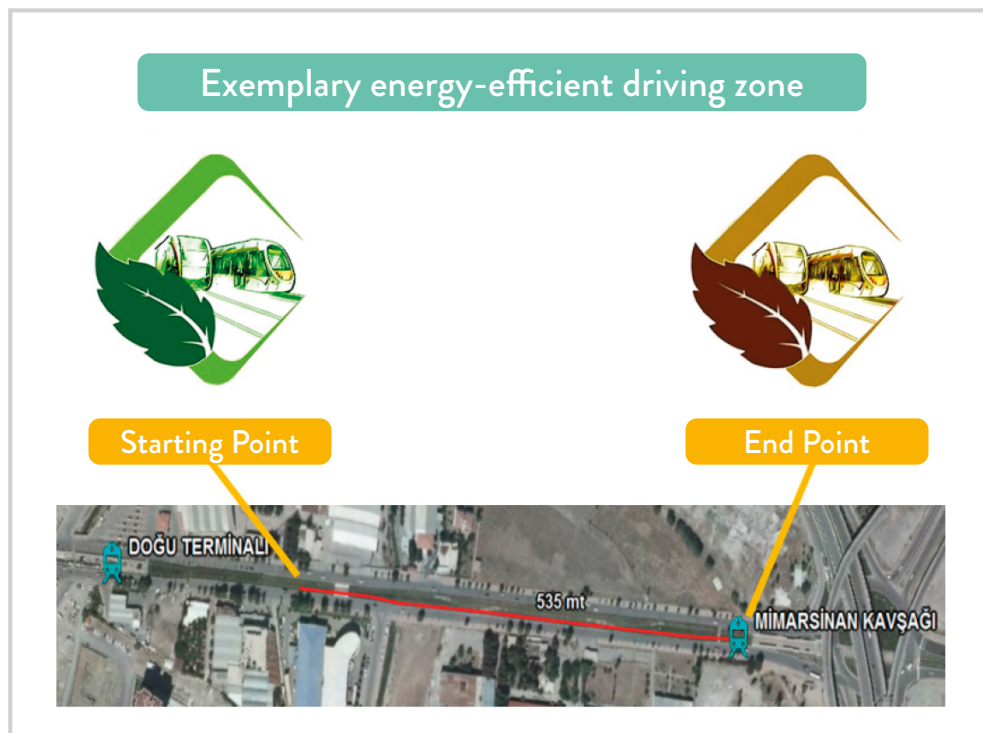 Exemplary energy-efficient driving zone
Starting Point
End Point
DOĞU TERMİNALİ
535 mt
MİMARSİNAN KAVŞAĞI